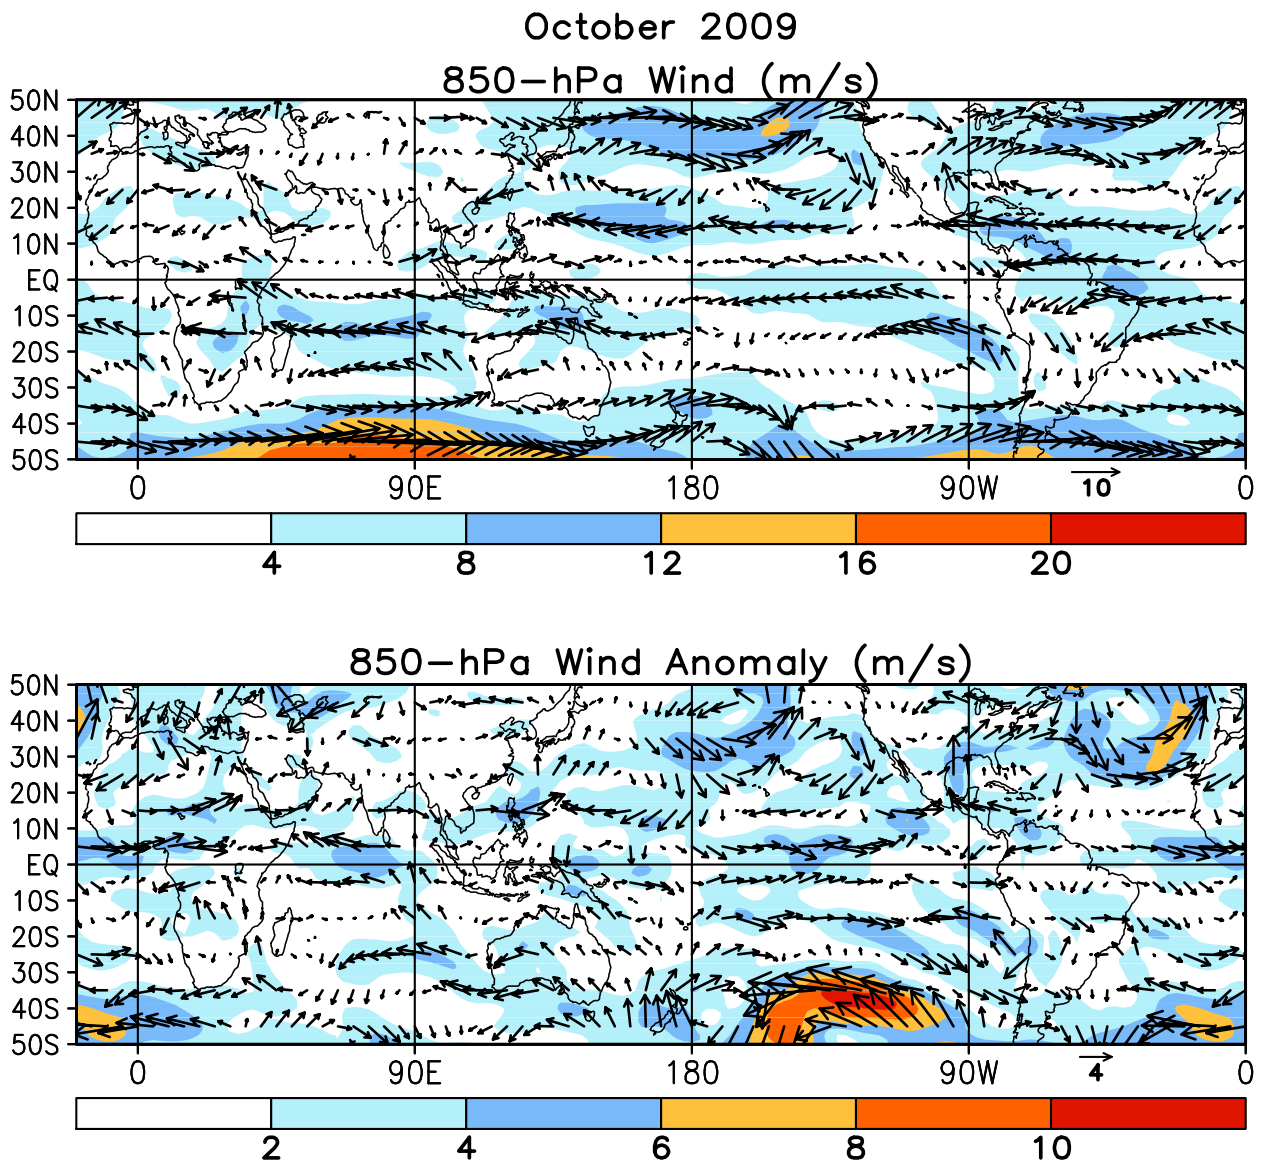 October 2009
850-hPa Wind (m/s)
50N
40N
30N
20N
10N
EQ
10S
20S
30S
40S
50S
0 90E 180 90W 0
10
4 8 12 16 20
850-hPa Wind Anomaly (m/s)
50N
40N
30N
20N
10N
EQ
10S
20S
30S
40S
50S
0 90E 180 90W 0
4
2 4 6 8 10